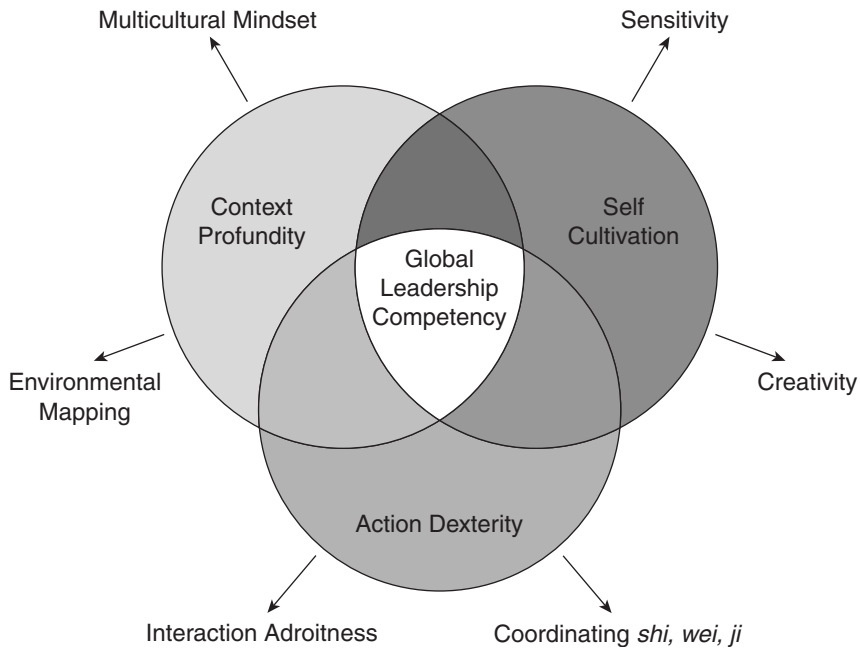 Multicultural Mindset
Sensitivity
Context
Profundity
Self
Cultivation
Global
Leadership
Competency
Environmental
Mapping
Creativity
Action Dexterity
Interaction Adroitness
Coordinating shi, wei, ji